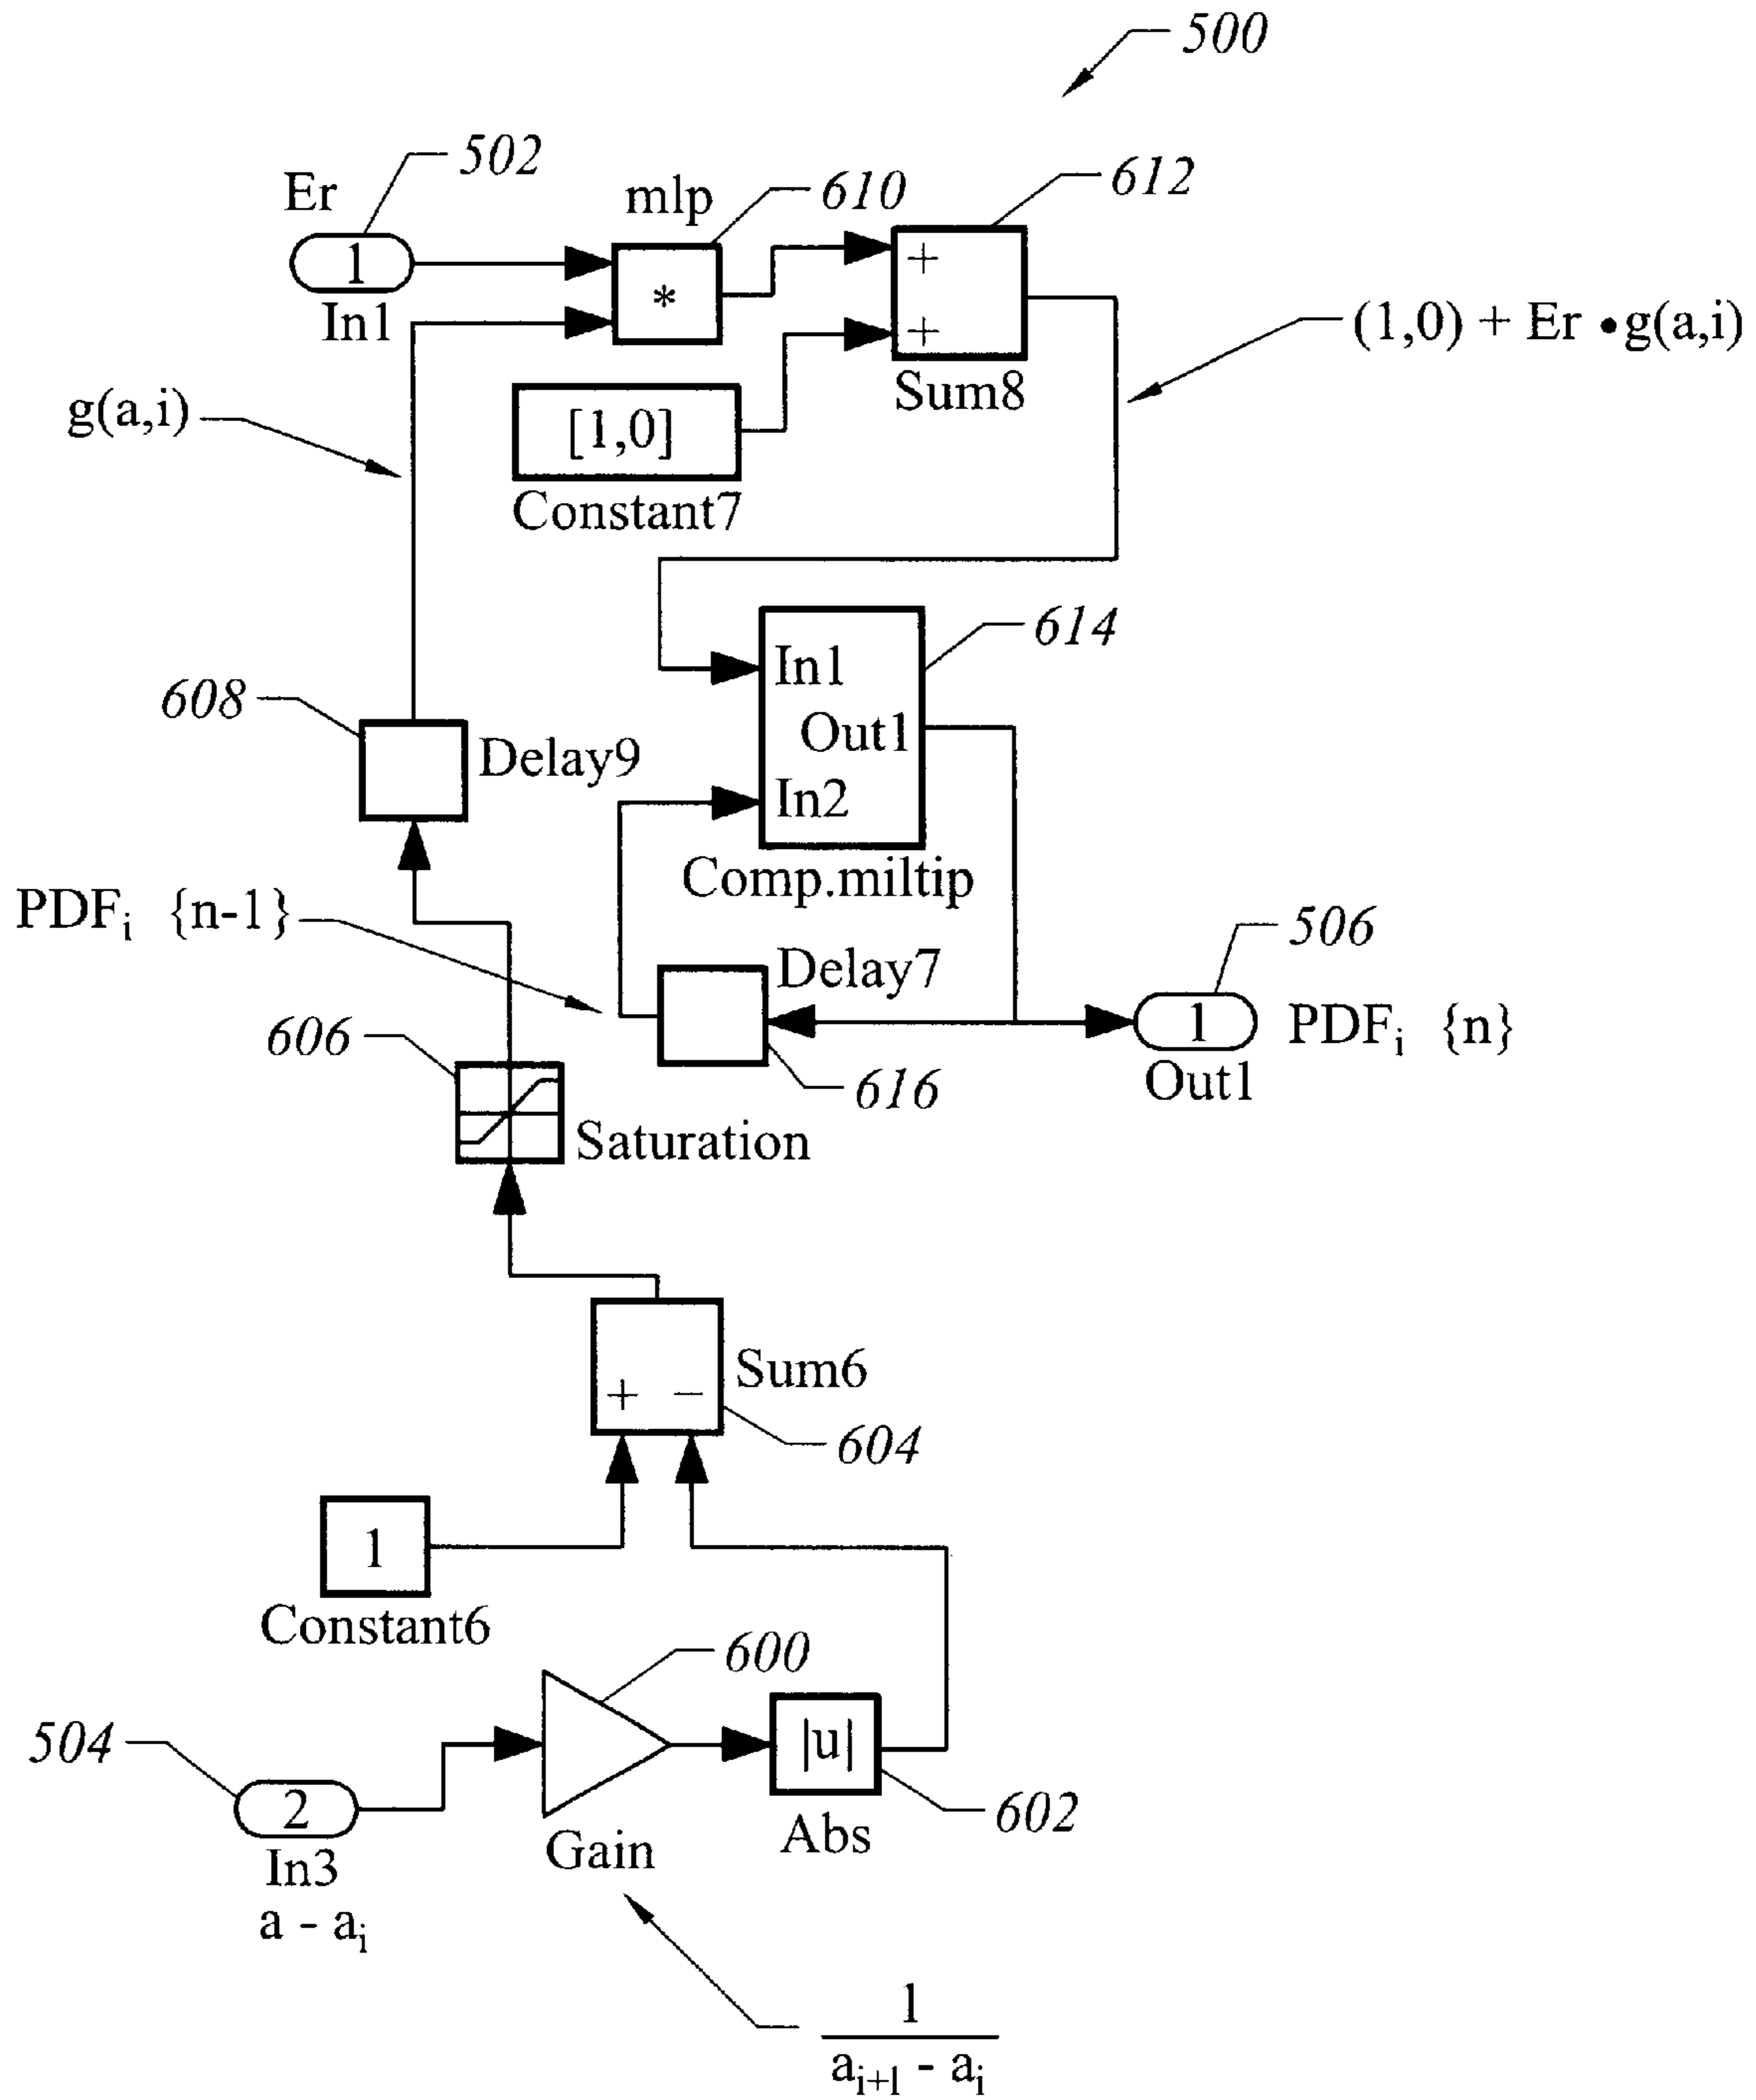 500
502
Er
1
In1
mlp
610
*
612
+
+
Sum8
(1,0) + Er •g(a,i)
g(a,i)
[1,0]
Constant7
614
In1
Out1
In2
Comp.miltip
608
Delay9
PDFi {n-1}
Delay7
616
506
1
Out1
PDFi {n}
606
Saturation
+ −
Sum6
604
1
Constant6
600
504
2
In3
a - ai
Gain
|u|
Abs
602
1
ai+1 - ai